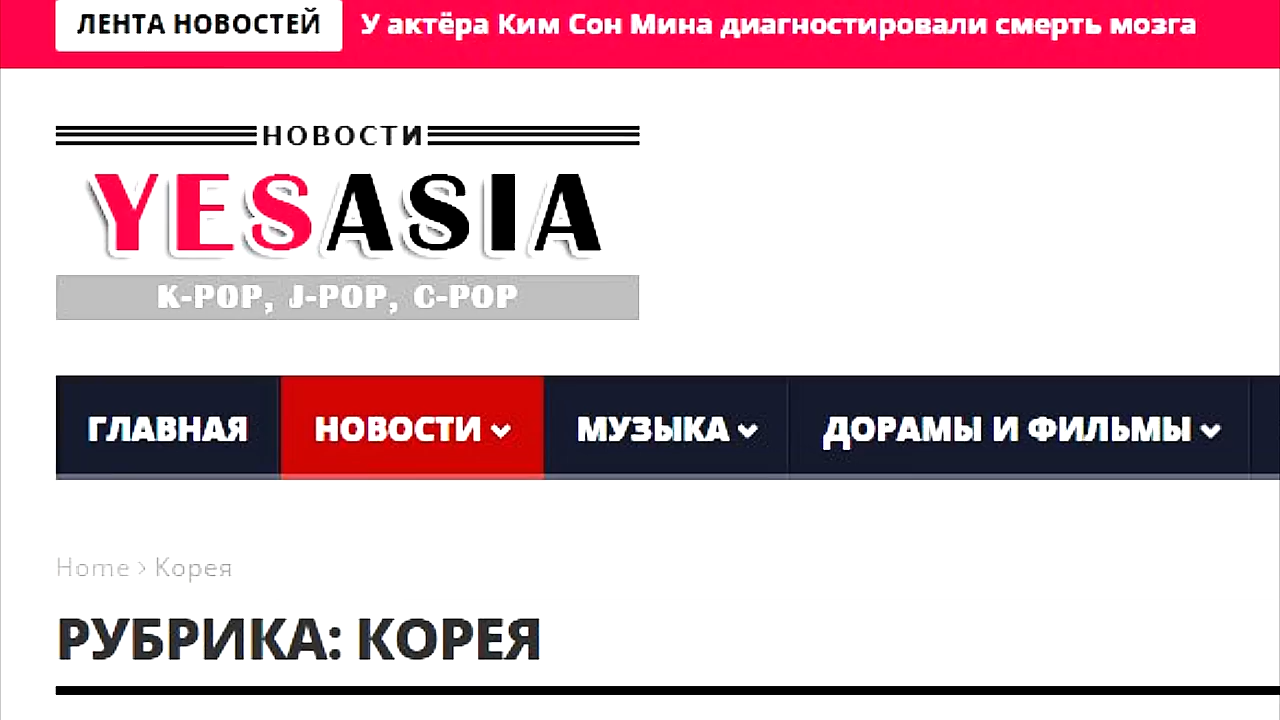 ЛЕНТА НОВОСТЕЙ У актёра Ким Сон Мина диагностировали смерть мозга
НОВОСТИ
YESASIA
K-POP, J-POP, C-POP
ГЛАВНАЯ НОВОСТИ МУЗЫКА ДОРАМЫ И ФИЛЬМЫ
Home > Корея
РУБРИКА: КОРЕЯ